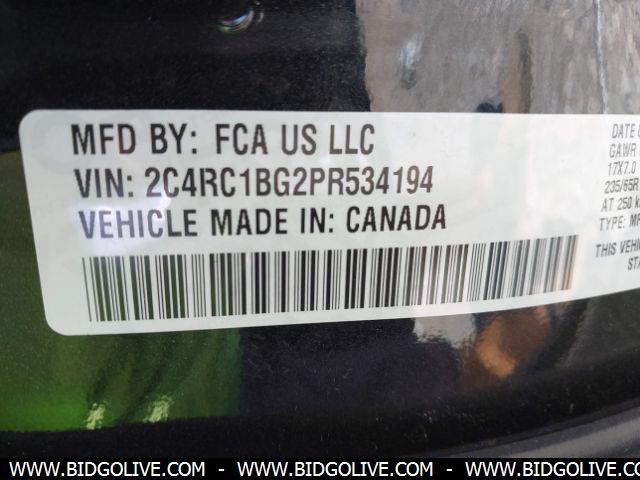 MFD BY: FCA US LLC
VIN: 2C4RC1BG2PR534194
VEHICLE MADE IN: CANADA
DATE O
GAWR
17X7.0
235/65R
AT 250 k
TYPE: MP
THIS VEHI
STA
WWW.BIDGOLIVE.COM - WWW.BIDGOLIVE.COM - WWW.BIDGOLIVE.COM